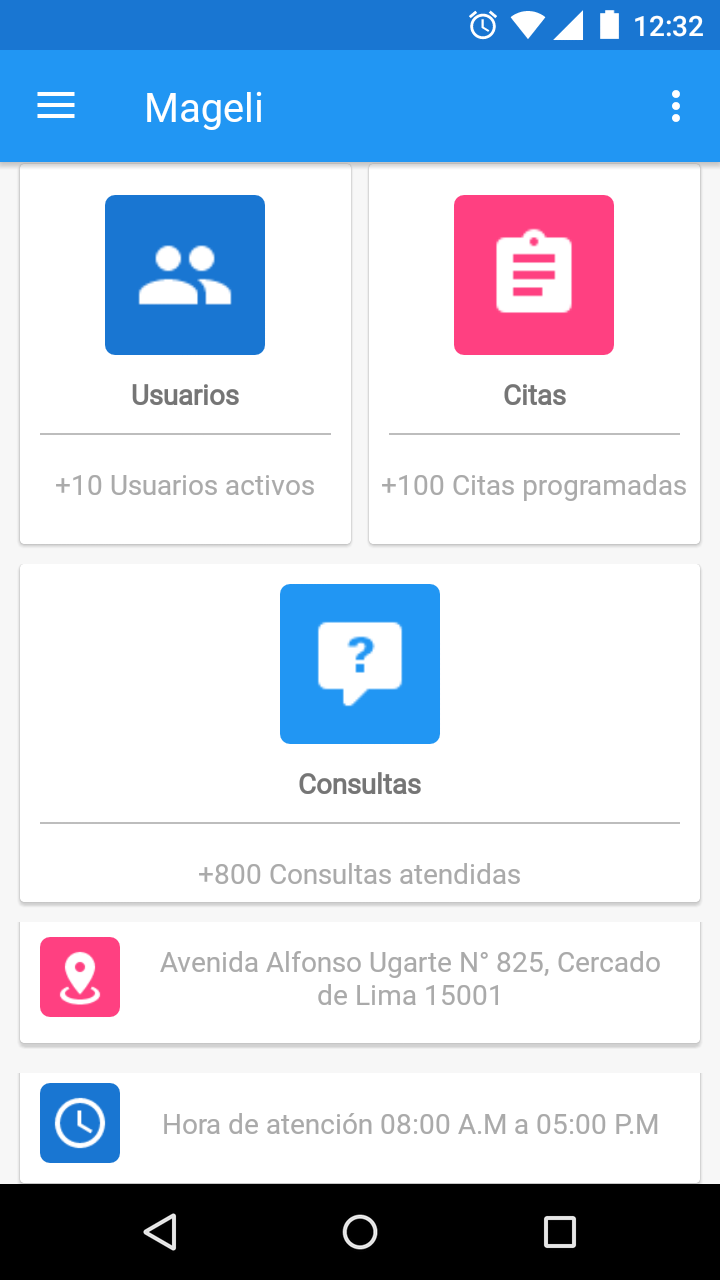 12:32
Mageli
Usuarios
+10 Usuarios activos
Citas
+100 Citas programadas
?
Consultas
+800 Consultas atendidas
Avenida Alfonso Ugarte N° 825, Cercado
de Lima 15001
Hora de atención 08:00 A.M a 05:00 P.M